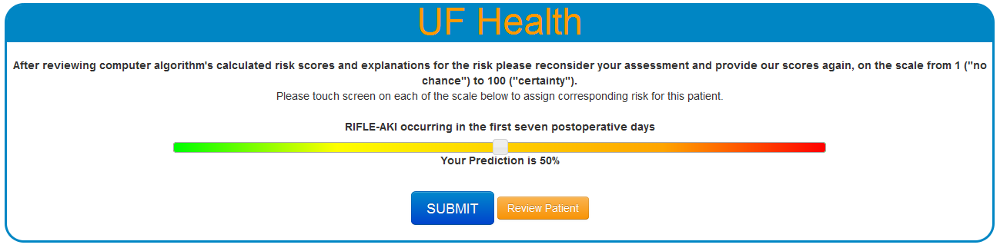 UF Health
After reviewing computer algorithm's calculated risk scores and explanations for the risk please reconsider your assessment and provide our scores again, on the scale from 1 ("no
chance") to 100 ("certainty").
Please touch screen on each of the scale below to assign corresponding risk for this patient.
RIFLE-AKI occurring in the first seven postoperative days
Your Prediction is 50%
SUBMIT Review Patient